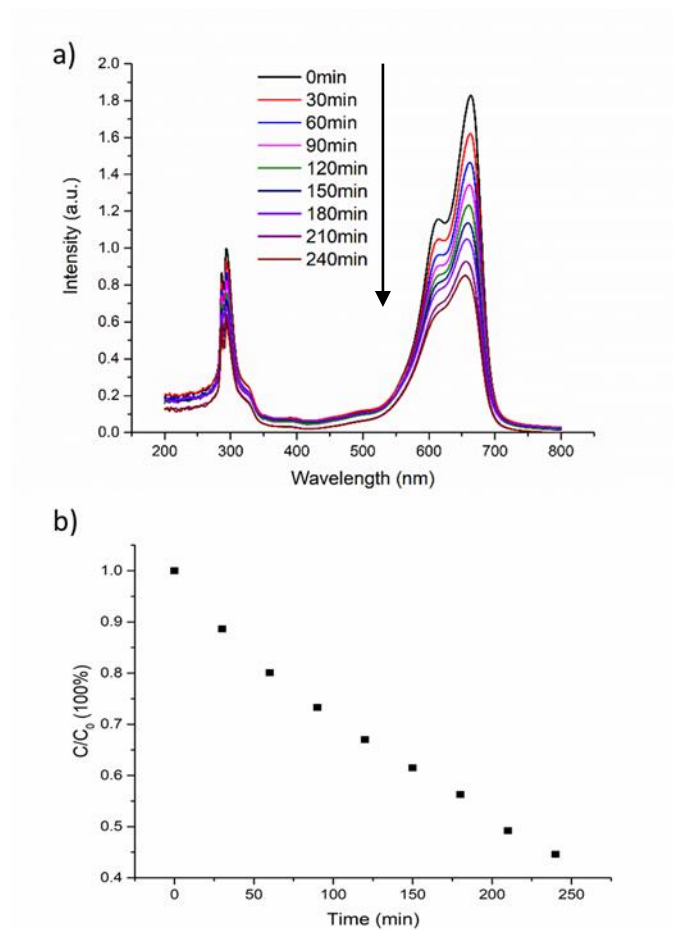 a)
2.0
1.8
1.6
1.4
1.2
1.0
0.8
0.6
0.4
0.2
0.0
Intensity (a.u.)
0min
30min
60min
90min
120min
150min
180min
210min
240min
200 300 400 500 600 700 800
Wavelength (nm)
b)
1.0
0.9
0.8
0.7
0.6
0.5
0.4
C/C0 (100%)
0 50 100 150 200 250
Time (min)